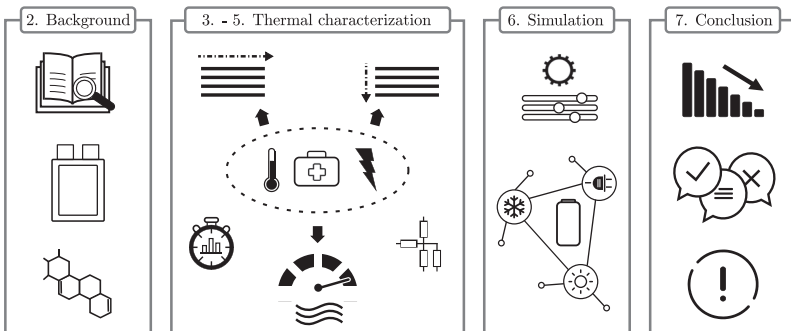 2. Background
3. - 5. Thermal characterization
6. Simulation
7. Conclusion